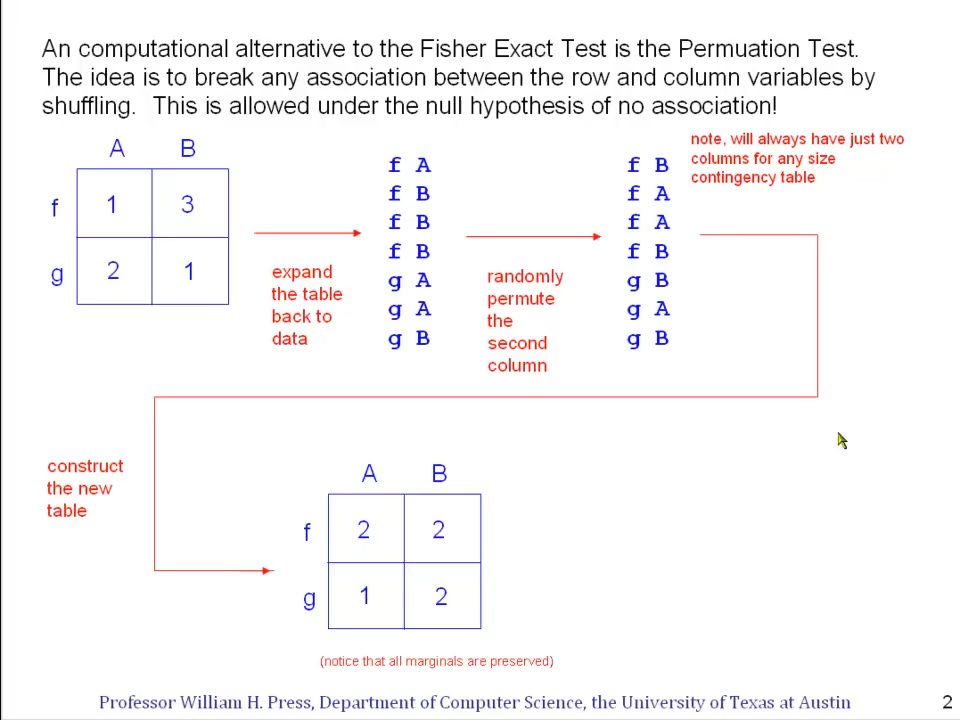 An computational alternative to the Fisher Exact Test is the Permuation Test.
The idea is to break any association between the row and column variables by
shuffling. This is allowed under the null hypothesis of no association!
note, will always have just two
columns for any size
contingency table
A B
f 1 3
g 2 1
expand
the table
back to
data
f A
f B
f B
f B
g A
g A
g B
randomly
permute
the
second
column
f B
f A
f A
f B
g B
g A
g B
construct
the new
table
A B
f 2 2
g 1 2
(notice that all marginals are preserved)
Professor William H. Press, Department of Computer Science, the University of Texas at Austin
2